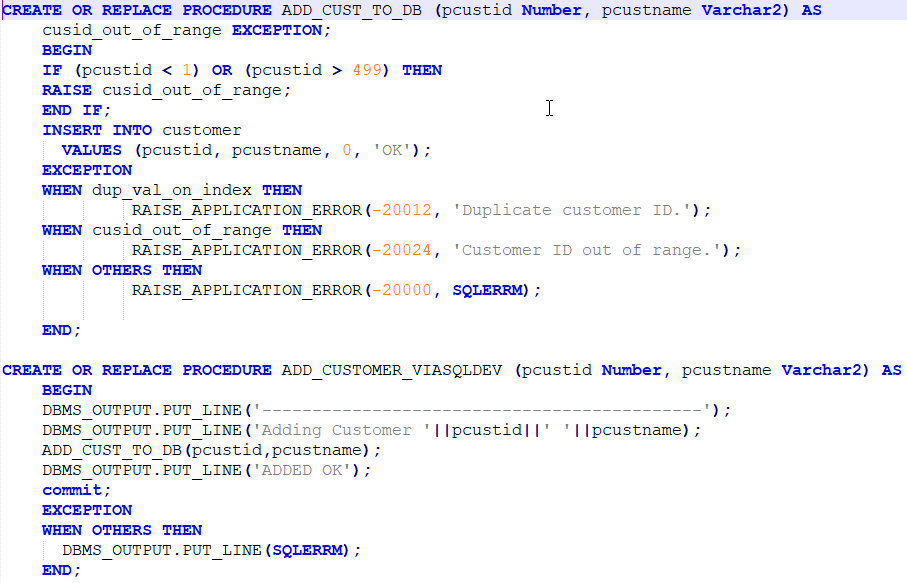 CREATE OR REPLACE PROCEDURE ADD_CUST_TO_DB (pcustid Number, pcustname Varchar2) AS
cusid_out_of_range EXCEPTION;
BEGIN
IF (pcustid < 1) OR (pcustid > 499) THEN
RAISE cusid_out_of_range;
END IF;
INSERT INTO customer
VALUES (pcustid, pcustname, 0, 'OK');
EXCEPTION
WHEN dup_val_on_index THEN
RAISE_APPLICATION_ERROR(-20012, 'Duplicate customer ID.');
WHEN cusid_out_of_range THEN
RAISE_APPLICATION_ERROR(-20024, 'Customer ID out of range.');
WHEN OTHERS THEN
RAISE_APPLICATION_ERROR(-20000, SQLERRM);
END;
CREATE OR REPLACE PROCEDURE ADD_CUSTOMER_VIASQLDEV (pcustid Number, pcustname Varchar2) AS
BEGIN
DBMS_OUTPUT.PUT_LINE('--------------------------------------------');
DBMS_OUTPUT.PUT_LINE('Adding Customer '||pcustid||' '||pcustname);
ADD_CUST_TO_DB(pcustid,pcustname);
DBMS_OUTPUT.PUT_LINE('ADDED OK');
commit;
EXCEPTION
WHEN OTHERS THEN
DBMS_OUTPUT.PUT_LINE(SQLERRM);
END;